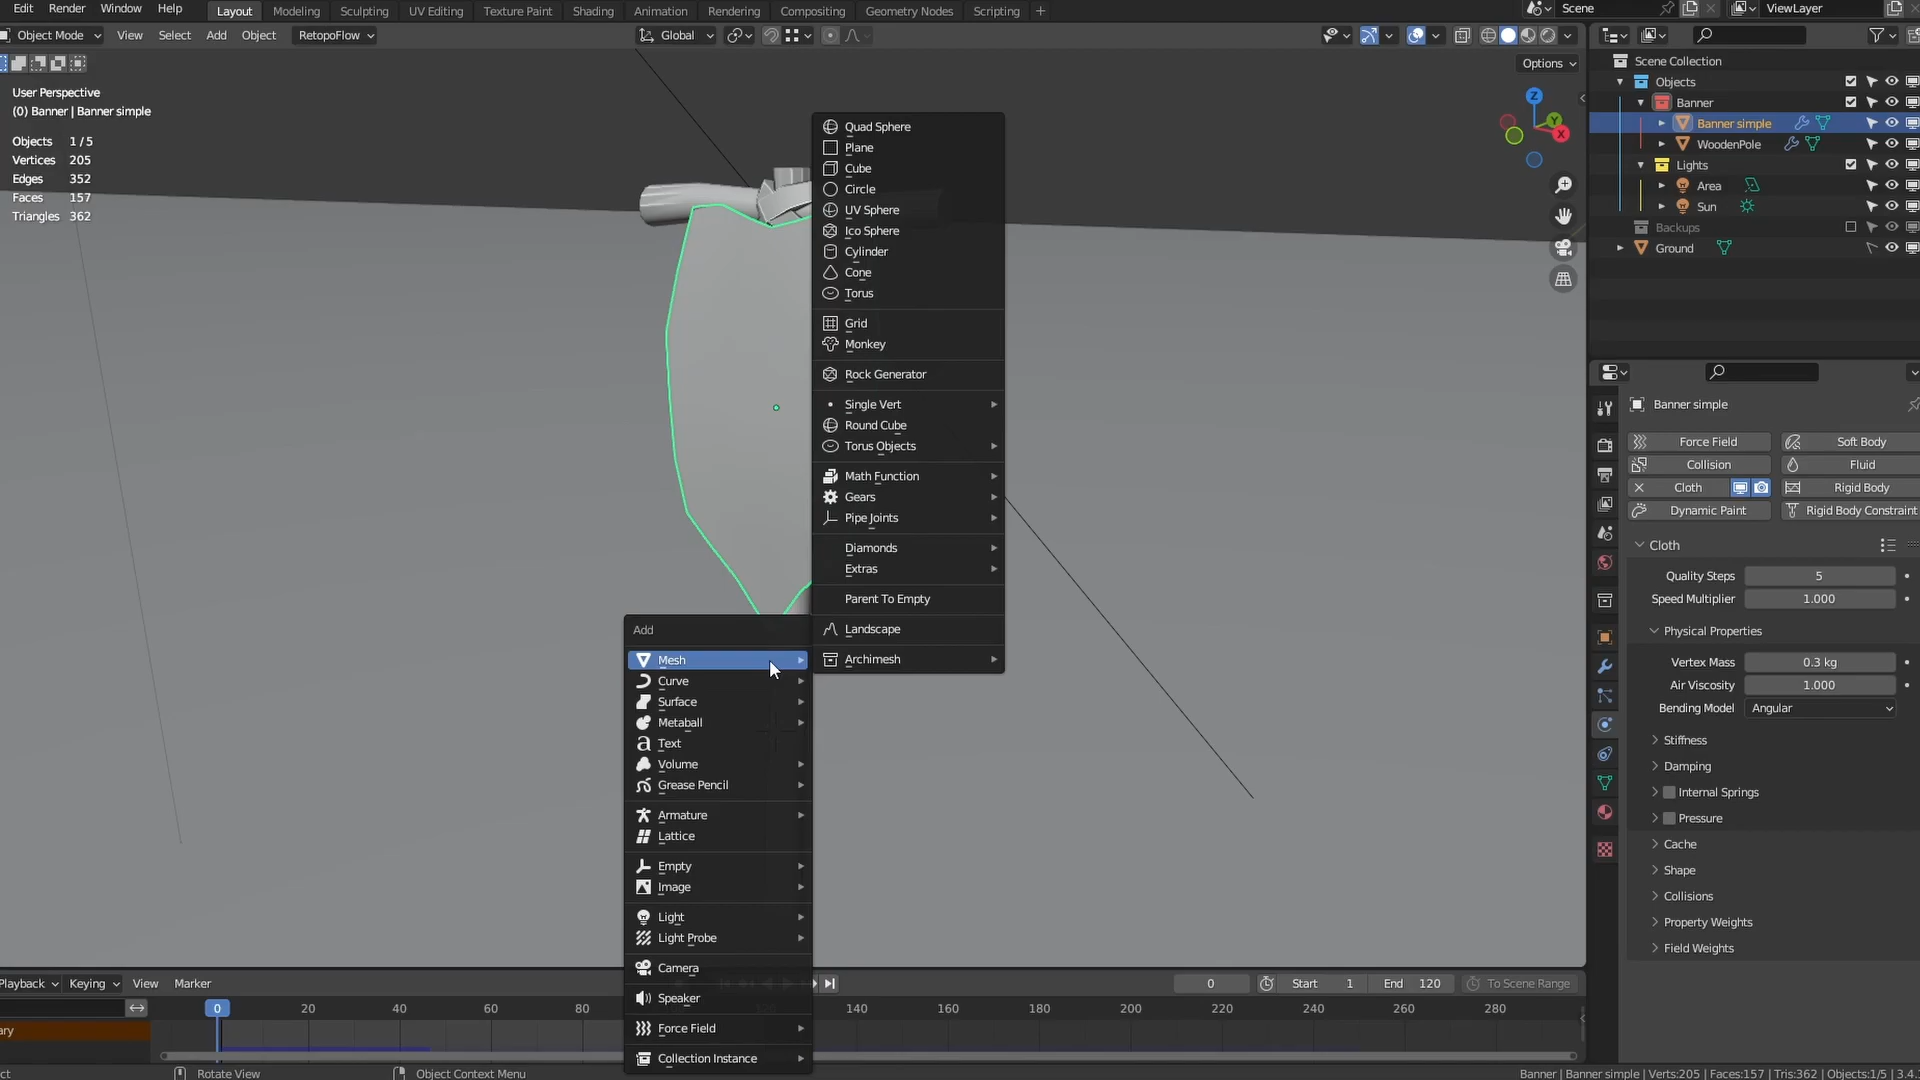 Edit Render Window Help Layout Modeling Sculpting UV Editing Texture Paint Shading Animation Rendering Compositing Geometry Nodes Scripting + Scene ViewLayer
Object Mode View Select Add Object RetopoFlow Global
Options
User Perspective
(0) Banner | Banner simple
Objects 1 / 5
Vertices 205
Edges 352
Faces 157
Triangles 362
Z
Y
X
Quad Sphere
Plane
Cube
Circle
UV Sphere
Ico Sphere
Cylinder
Cone
Torus
Grid
Monkey
Rock Generator
Single Vert
Round Cube
Torus Objects
Math Function
Gears
Pipe Joints
Diamonds
Extras
Parent To Empty
Landscape
Archimesh
Add
Mesh
Curve
Surface
Metaball
Text
Volume
Grease Pencil
Armature
Lattice
Empty
Image
Light
Light Probe
Camera
Speaker
Force Field
Collection Instance
Scene Collection
Objects
Banner
Banner simple
WoodenPole
Lights
Area
Sun
Backups
Ground
Banner simple
Force Field Soft Body
Collision Fluid
Cloth Rigid Body
Dynamic Paint Rigid Body Constraint
Cloth
Quality Steps 5
Speed Multiplier 1.000
Physical Properties
Vertex Mass 0.3 kg
Air Viscosity 1.000
Bending Model Angular
Stiffness
Damping
Internal Springs
Pressure
Cache
Shape
Collisions
Property Weights
Field Weights
Playback Keying View Marker 0 Start 1 End 120 To Scene Range
0 20 40 60 80 140 160 180 200 220 240 260 280
ary
ct Rotate View Object Context Menu Banner | Banner simple | Verts:205 | Faces:157 | Tris:362 | Objects:1/5 | 3.4.